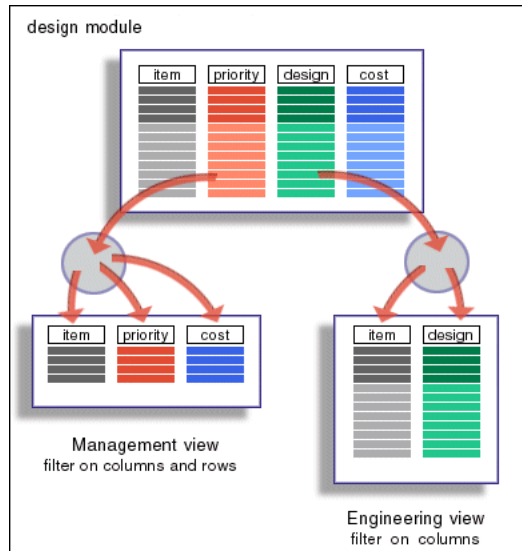 design module
item priority design cost
item priority cost
item design
Management view
filter on columns and rows
Engineering view
filter on columns